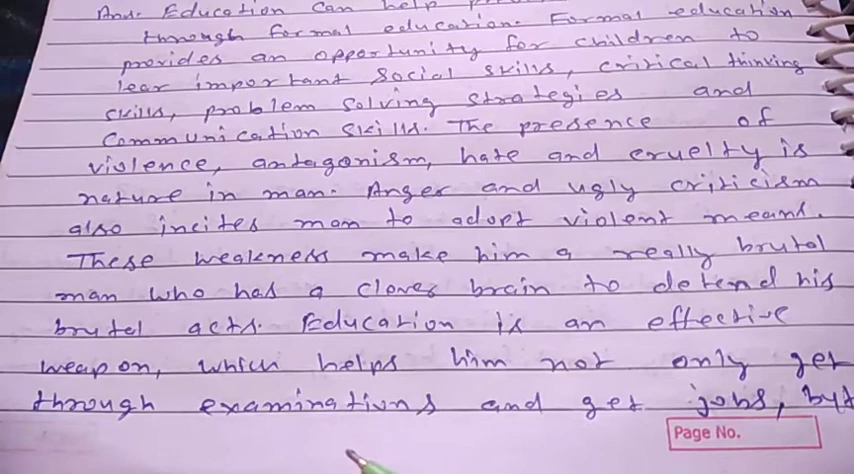 And. Education can help
through formal education. Formal education
provides an opportunity for children to
lear important social skills, critical thinking
skills, problem solving strategies and
communication skills. The presence of
violence, antagonism, hate and cruelty is
nature in man. Anger and ugly criticism
also incites man to adopt violent means.
These weakness make him a really brutal
man who has a clover brain to defend his
brutal acts. Education is an effective
weapon, which helps him not only get
through examinations and get jobs, but
Page No.